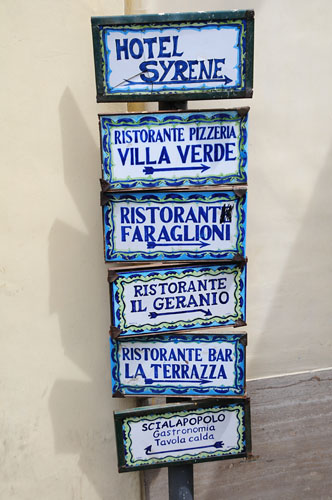 HOTEL
SYRENE
RISTORANTE PIZZERIA
VILLA VERDE
RISTORANTE
FARAGLIONI
RISTORANTE
IL GERANIO
RISTORANTE BAR
LA TERRAZZA
SCIALAPOPOLO
Gastronomia
Tavola calda